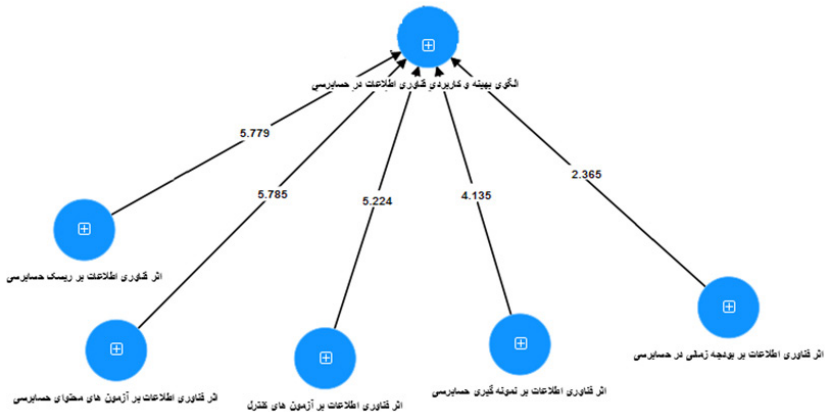 الگوی بهینه و کاربردی فناوری اطلاعات در حسابرسی
5.779
5.785
5.224
4.135
2.365
اثر فناوری اطلاعات بر ریسک حسابرسی
اثر فناوری اطلاعات بر آزمون های محتوای حسابرسی
اثر فناوری اطلاعات بر آزمون های کنترل
اثر فناوری اطلاعات بر نمونه گیری حسابرسی
اثر فناوری اطلاعات بر بودجه زمانی در حسابرسی